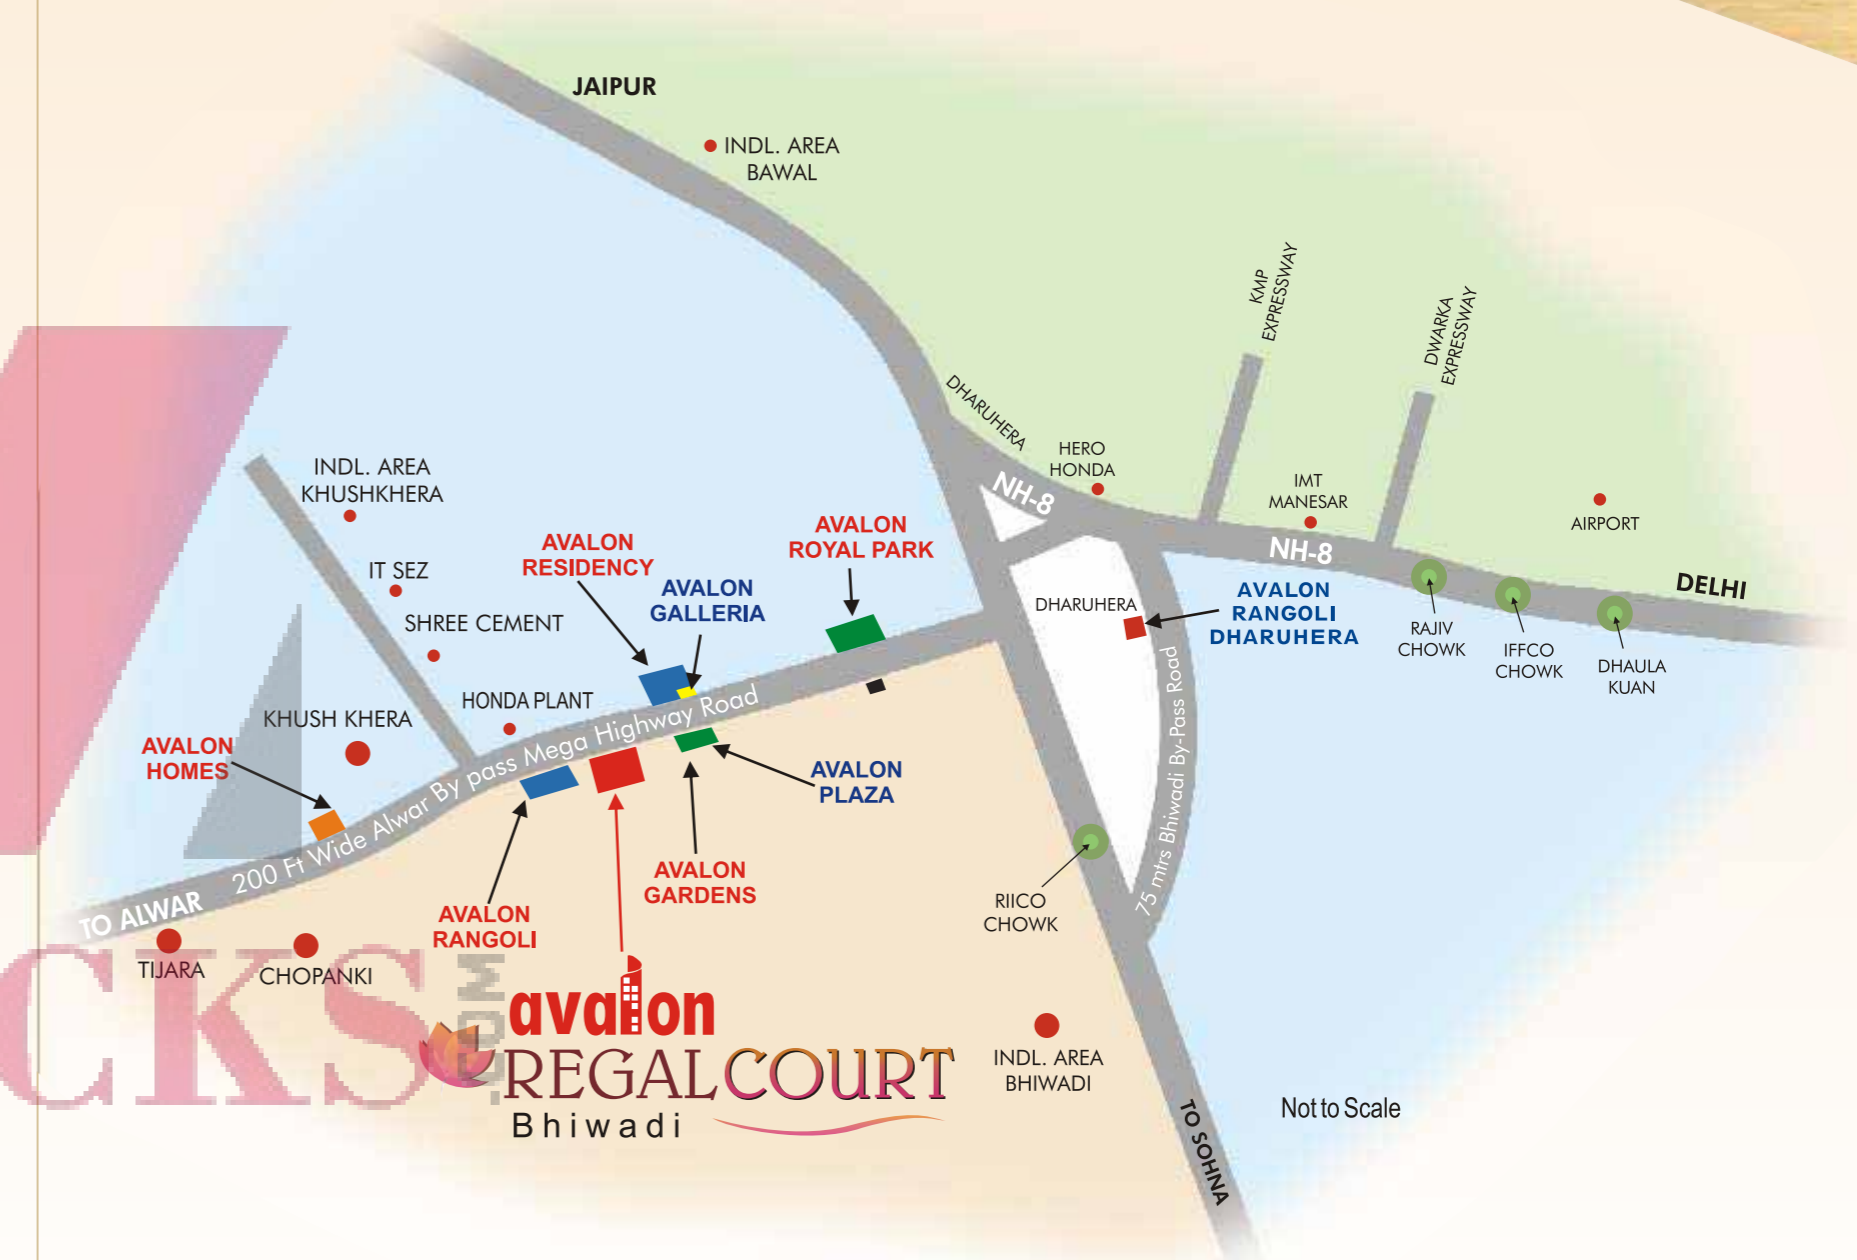 JAIPUR
INDL. AREA
BAWAL
KMP
EXPRESSWAY
DWARKA
EXPRESSWAY
DHARUHERA
HERO
HONDA
NH-8
IMT
MANESAR
NH-8
AIRPORT
DELHI
INDL. AREA
KHUSHKHERA
IT SEZ
SHREE CEMENT
HONDA PLANT
KHUSH KHERA
AVALON
RESIDENCY
AVALON
GALLERIA
AVALON
ROYAL PARK
DHARUHERA
AVALON
RANGOLI
DHARUHERA
RAJIV
CHOWK
IFFCO
CHOWK
DHAULA
KUAN
AVALON
HOMES
200 Ft Wide Alwar By pass Mega Highway Road
75 mtrs Bhiwadi By-Pass Road
AVALON
PLAZA
AVALON
GARDENS
AVALON
RANGOLI
RIICO
CHOWK
TO ALWAR
TIJARA
CHOPANKI
CKS
.COM
avalon
REGAL COURT
Bhiwadi
INDL. AREA
BHIWADI
TO SOHNA
Not to Scale